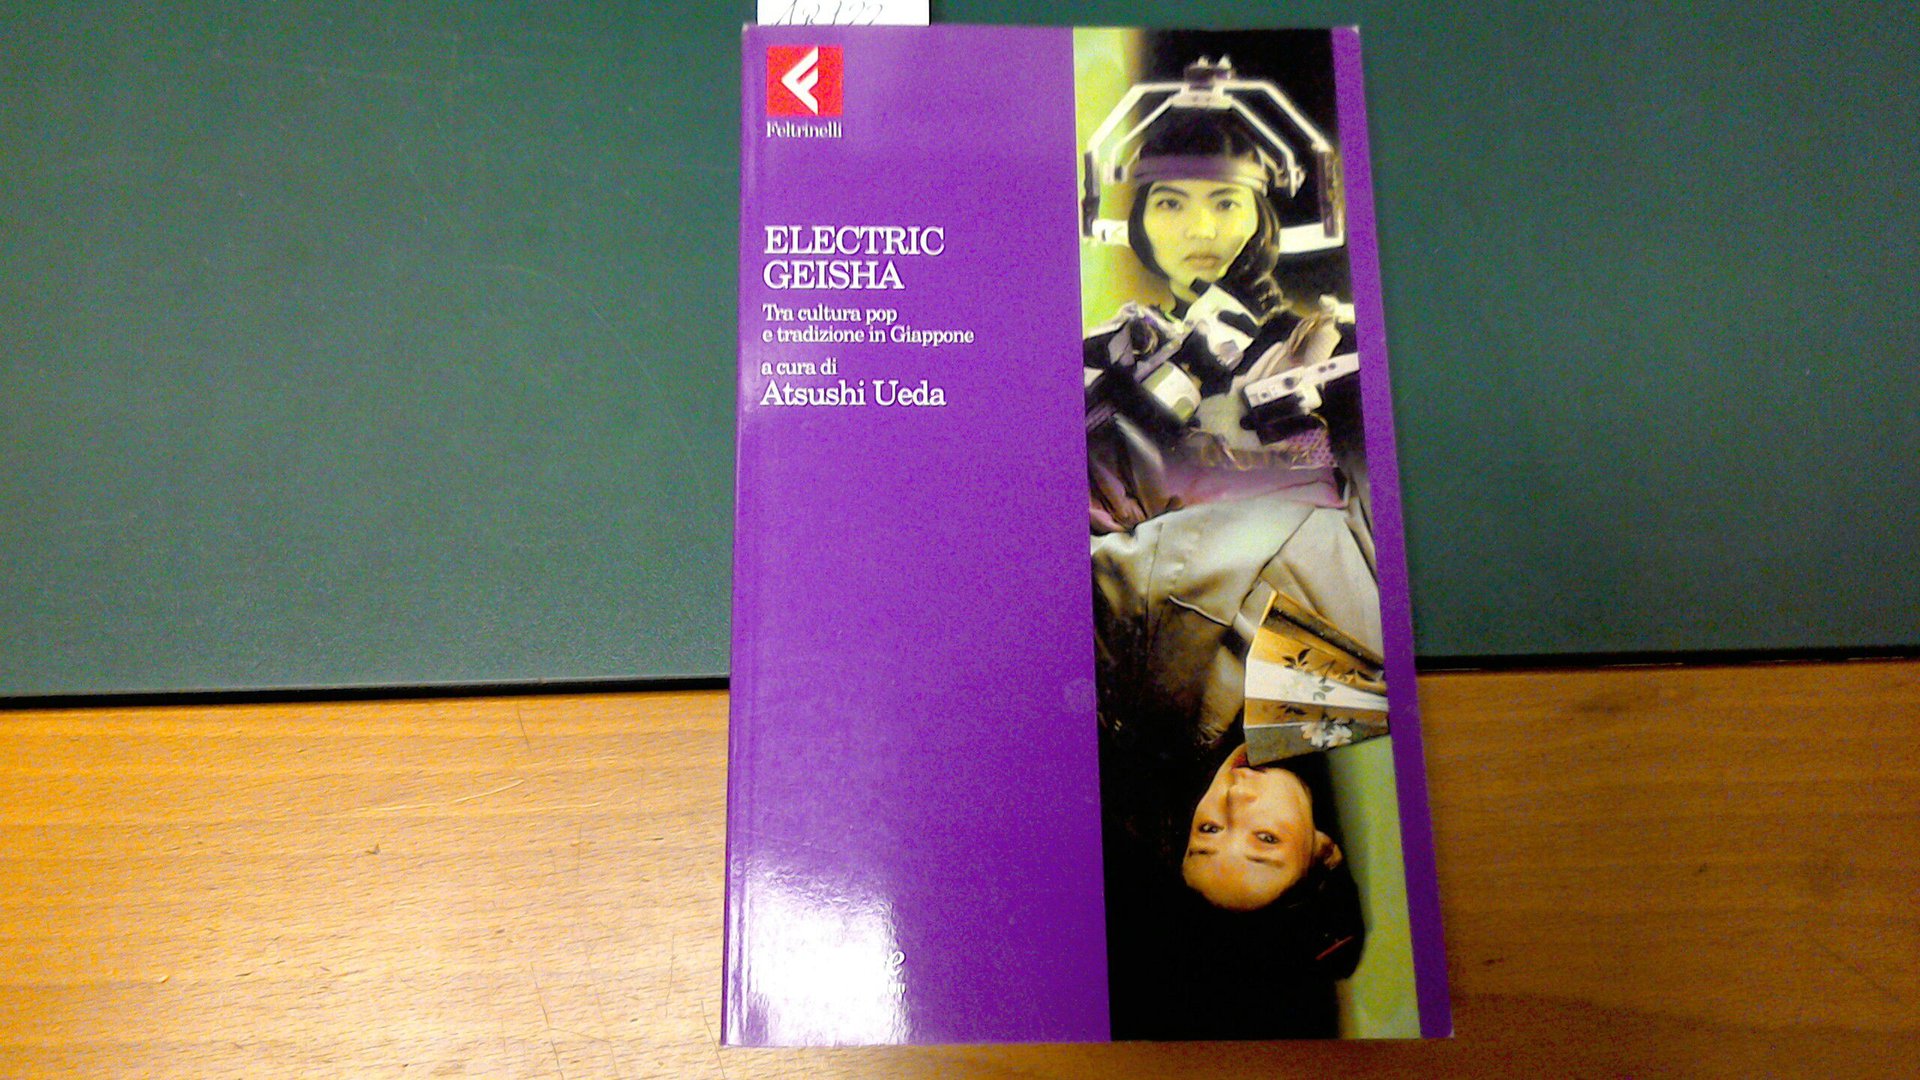 Feltrinelli
ELECTRIC
GEISHA
Tra cultura pop
e tradizione in Giappone
a cura di
Atsushi Ueda